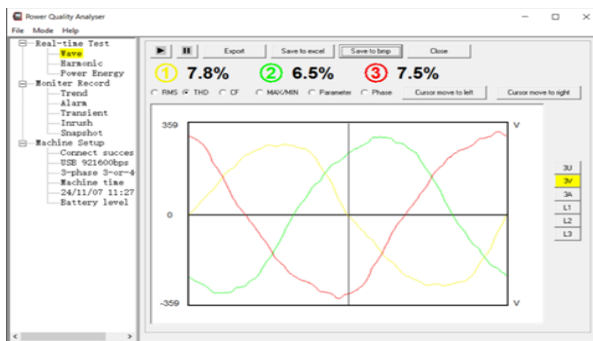 Power Quality Analyser
File Mode Help
Real-time Test
Wave
Harmonic
Power Energy
Moniter Record
Trend
Alarm
Transient
Inrush
Snapshot
Machine Setup
Connect succes
USB 921600bps
3-phase 3-or-4
Machine time
24/11/07 11:27
Battery level
Export Save to excel Save to bmp Close
1 7.8% 2 6.5% 3 7.5%
RMS THD CF MAX/MIN Parameter Phase Cursor move to left Cursor move to right
359 V
0
-359 V
3U
3V
3A
L1
L2
L3